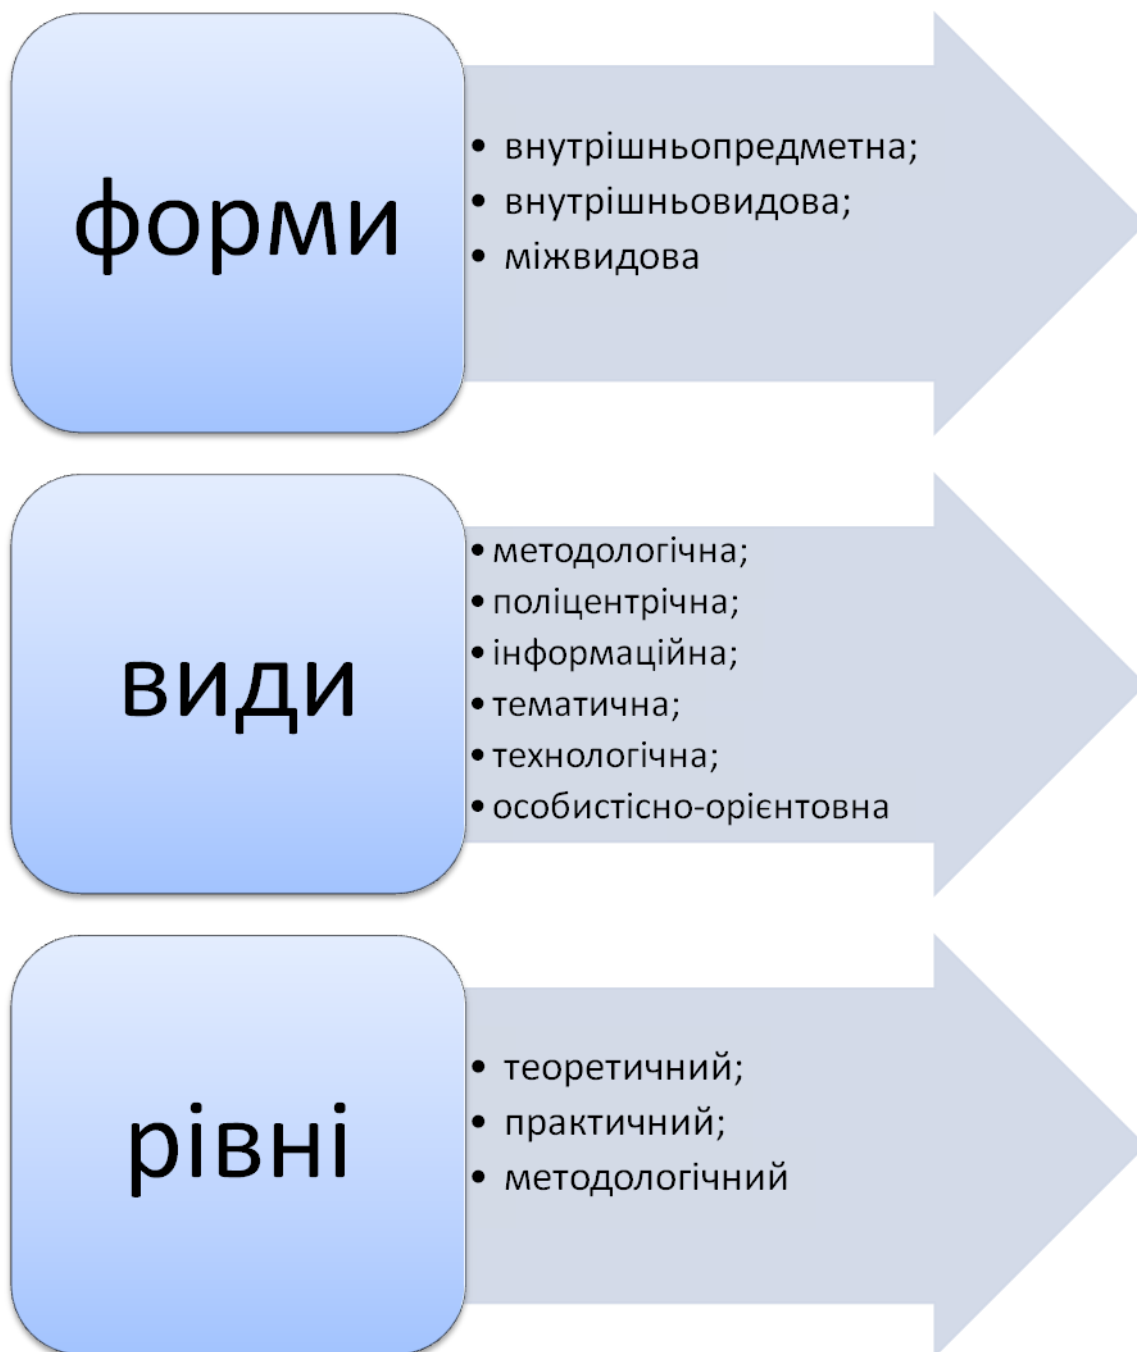 форми
• внутрішньопредметна;
• внутрішньовидова;
• міжвидова
види
• методологічна;
• поліцентрічна;
• інформаційна;
• тематична;
• технологічна;
• особистісно-орієнтовна
рівні
• теоретичний;
• практичний;
• методологічний